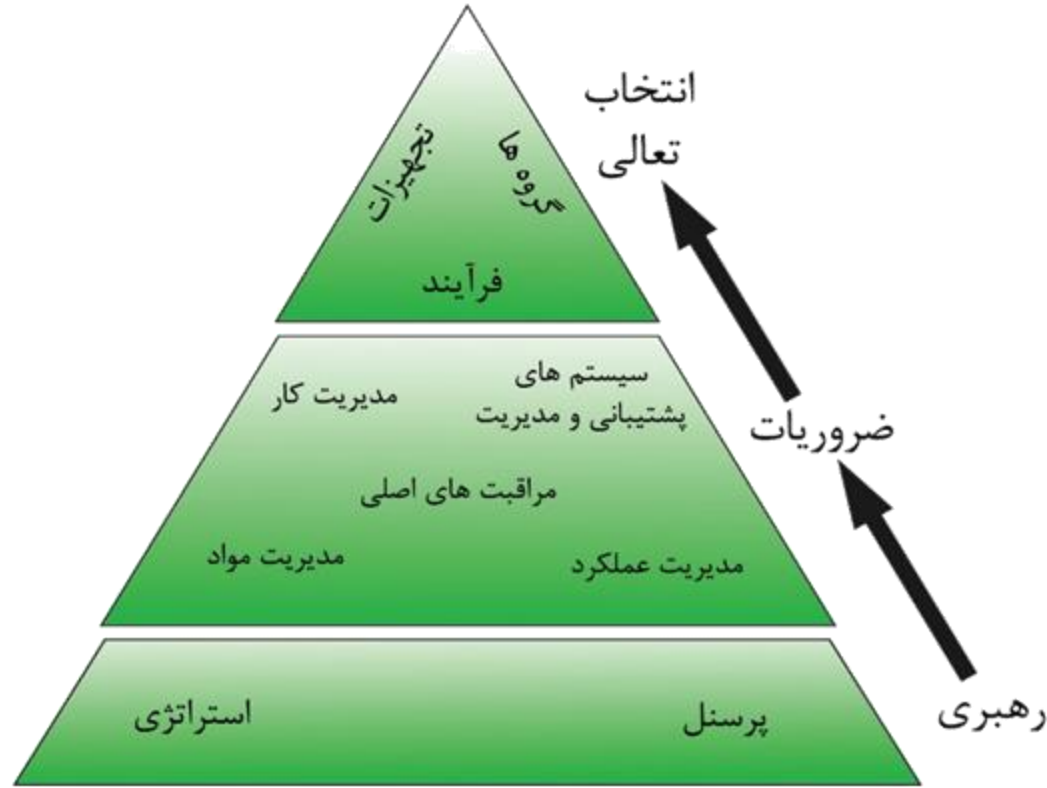 انتخاب
تعالی
گروه ها
تجهیزات
فرآیند
سیستم های
پشتیبانی و مدیریت
مدیریت کار
ضروریات
مراقبت های اصلی
مدیریت عملکرد
مدیریت مواد
رهبری
پرسنل
استراتژی